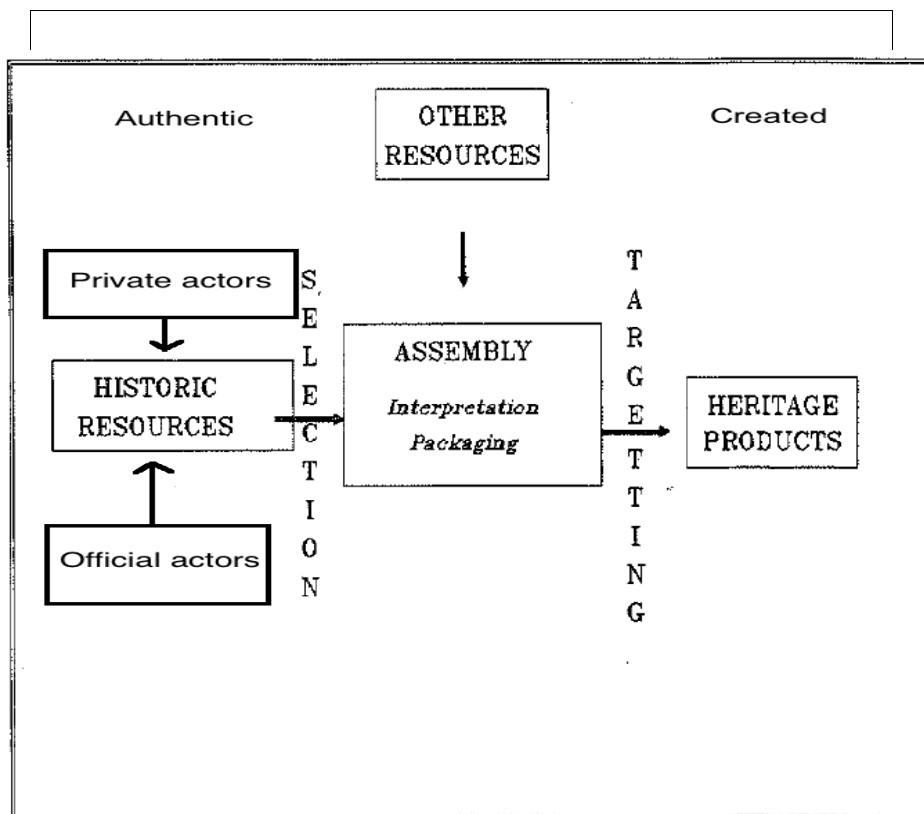 Authentic
OTHER
RESOURCES
Created
Private actors
SELECTION
TARGETTING
HISTORIC
RESOURCES
ASSEMBLY
Interpretation
Packaging
HERITAGE
PRODUCTS
Official actors